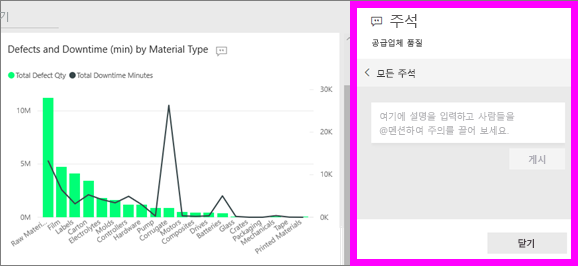 기
Defects and Downtime (min) by Material Type
Total Defect Qty Total Downtime Minutes
10M
5M
0M
30K
20K
10K
0K
Raw Materi...
Film
Labels
Carton
Electrolytes
Molds
Controllers
Hardware
Pump
Corrugate
Motors
Composites
Drives
Batteries
Glass
Crates
Packaging
Mechanicals
Tape
Printed Materials
주석
공급업체 품질
모든 주석
여기에 설명을 입력하고 사람들을
@멘션하여 주의를 끌어 보세요.
게시
닫기